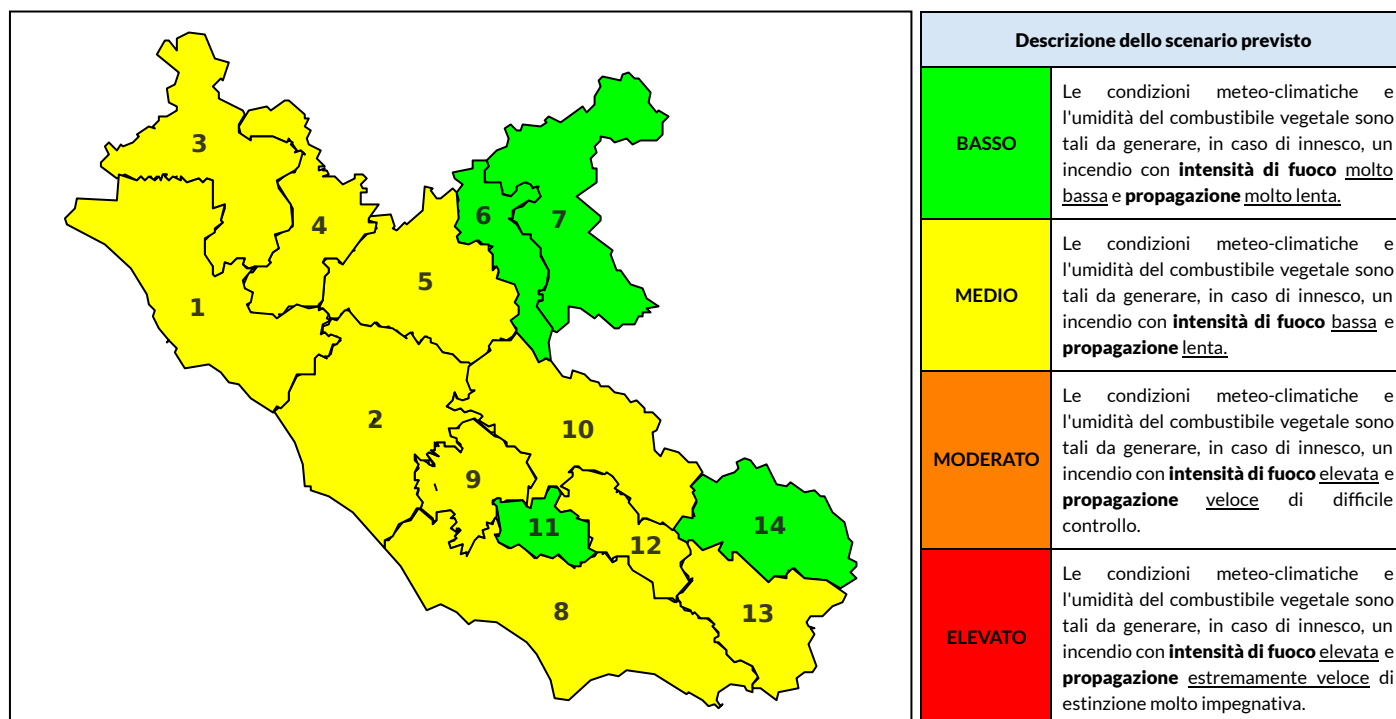 3
4
6
7
5
1
2
10
9
11
14
12
8
13
Descrizione dello scenario previsto
BASSO
Le condizioni meteo-climatiche e
l'umidità del combustibile vegetale sono
tali da generare, in caso di innesco, un
incendio con intensità di fuoco molto
bassa e propagazione molto lenta.
MEDIO
Le condizioni meteo-climatiche e
l'umidità del combustibile vegetale sono
tali da generare, in caso di innesco, un
incendio con intensità di fuoco bassa e
propagazione lenta.
MODERATO
Le condizioni meteo-climatiche e
l'umidità del combustibile vegetale sono
tali da generare, in caso di innesco, un
incendio con intensità di fuoco elevata e
propagazione veloce di difficile
controllo.
ELEVATO
Le condizioni meteo-climatiche e
l'umidità del combustibile vegetale sono
tali da generare, in caso di innesco, un
incendio con intensità di fuoco elevata e
propagazione estremamente veloce di
estinzione molto impegnativa.